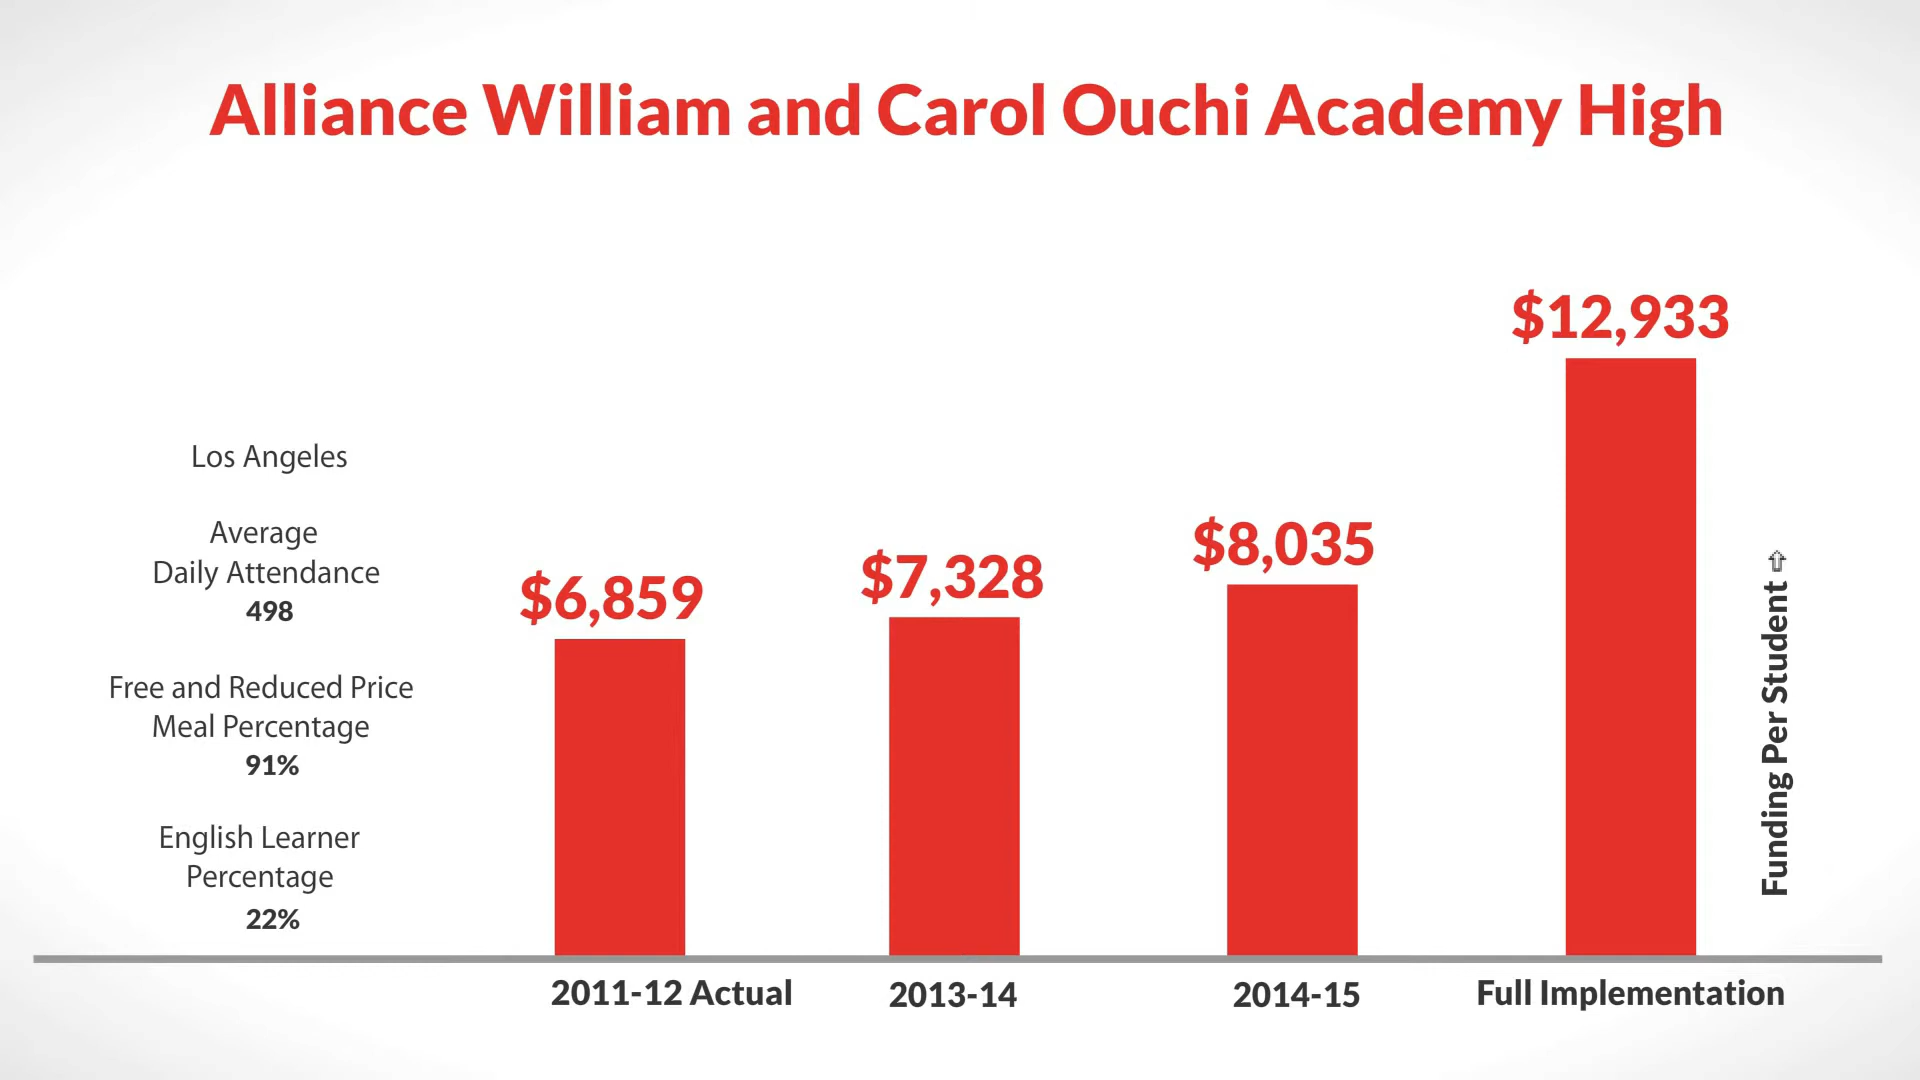 Alliance William and Carol Ouchi Academy High
Los Angeles
Average
Daily Attendance
498
Free and Reduced Price
Meal Percentage
91%
English Learner
Percentage
22%
$6,859
$7,328
$8,035
$12,933
2011-12 Actual
2013-14
2014-15
Full Implementation
Funding Per Student ⇧